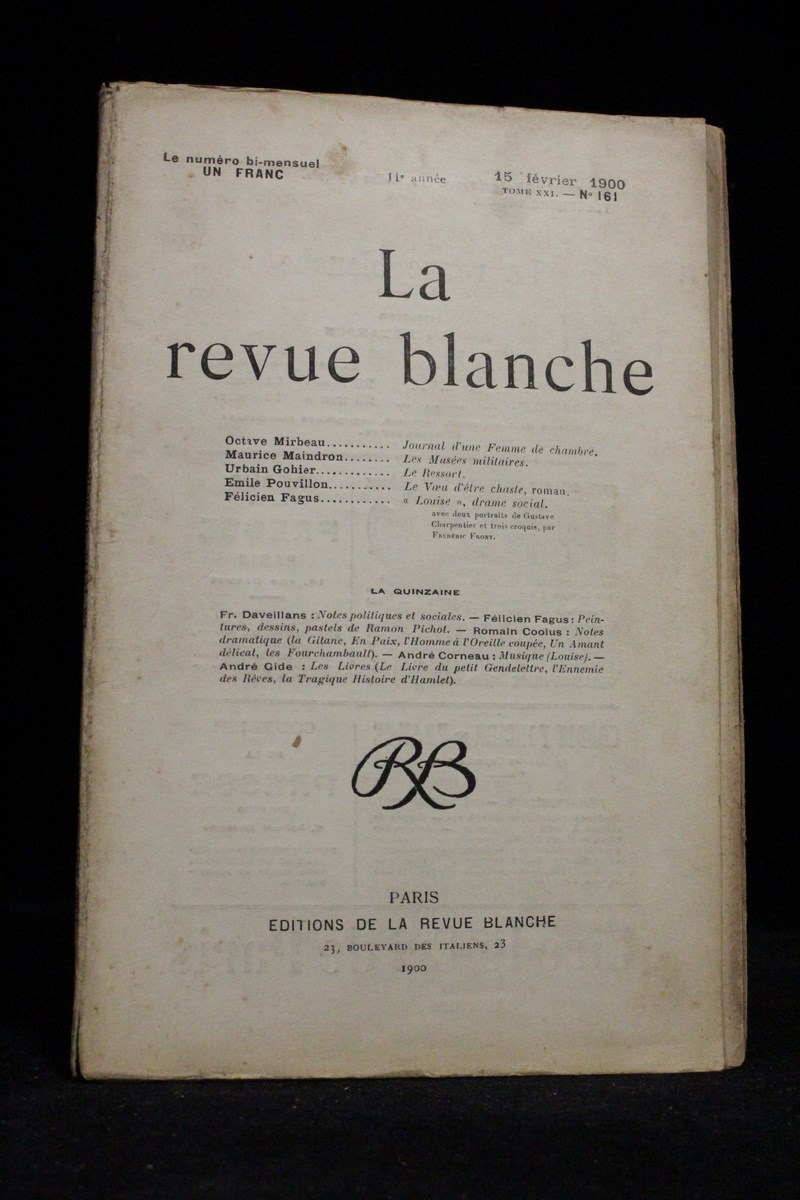 Le numéro bi-mensuel
UN FRANC
11e année
15 février 1900
TOME XXI. — No 161
La
revue blanche
Octave Mirbeau........... Journal d'une Femme de chambre.
Maurice Maindron........ Les Musées militaires.
Urbain Gohier............. Le Ressort.
Emile Pouvillon........... Le Vœu d'être chaste, roman.
Félicien Fagus............ « Louise », drame social.
avec deux portraits de Gustave
Charpentier et trois croquis, par
FRÉDÉRIC FRONT.
LA QUINZAINE
Fr. Daveillans : Notes politiques et sociales. — Félicien Fagus : Pein-
tures, dessins, pastels de Ramon Pichot. — Romain Coolus : Notes
dramatique (la Gitane, En Paix, l'Homme à l'Oreille coupée, Un Amant
délicat, les Fourchambault). — André Corneau : Musique (Louise). —
André Gide : Les Livres (Le Livre du petit Gendelettre, l'Ennemie
des Rêves, la Tragique Histoire d'Hamlet).
RB
PARIS
EDITIONS DE LA REVUE BLANCHE
23, BOULEVARD DES ITALIENS, 23
1900